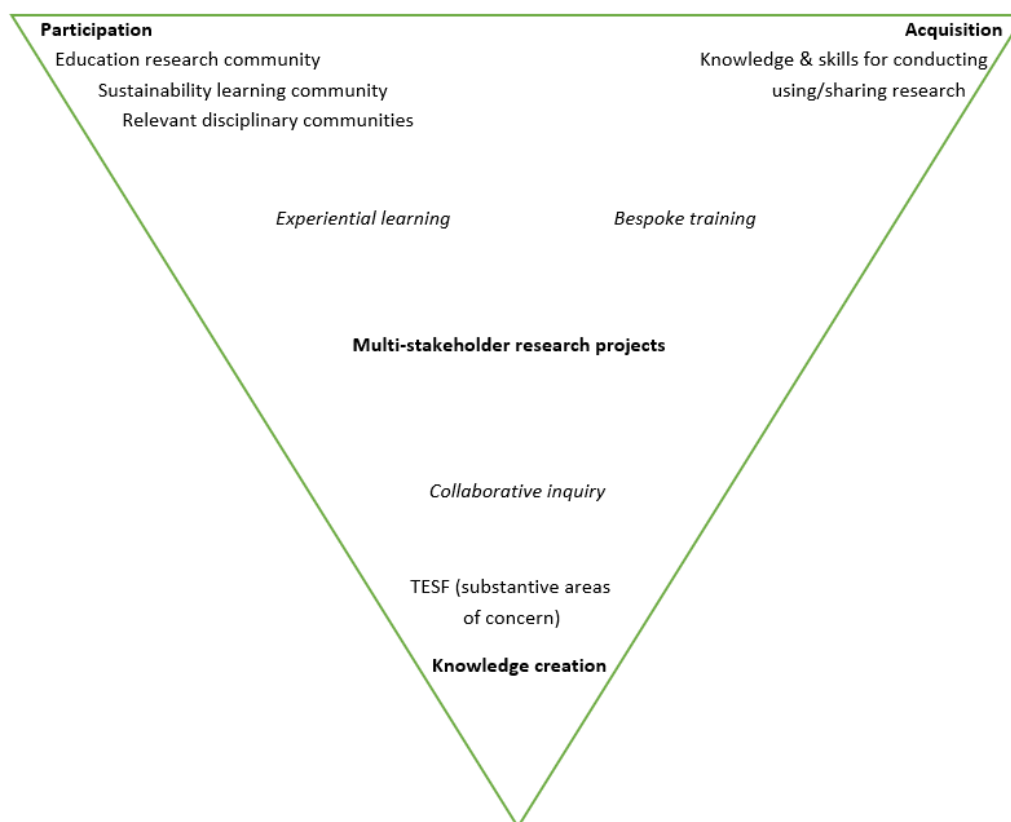 Participation
Acquisition
Education research community
Knowledge & skills for conducting
Sustainability learning community
using/sharing research
Relevant disciplinary communities
Experiential learning
Bespoke training
Multi-stakeholder research projects
Collaborative inquiry
TESF (substantive areas
of concern)
Knowledge creation